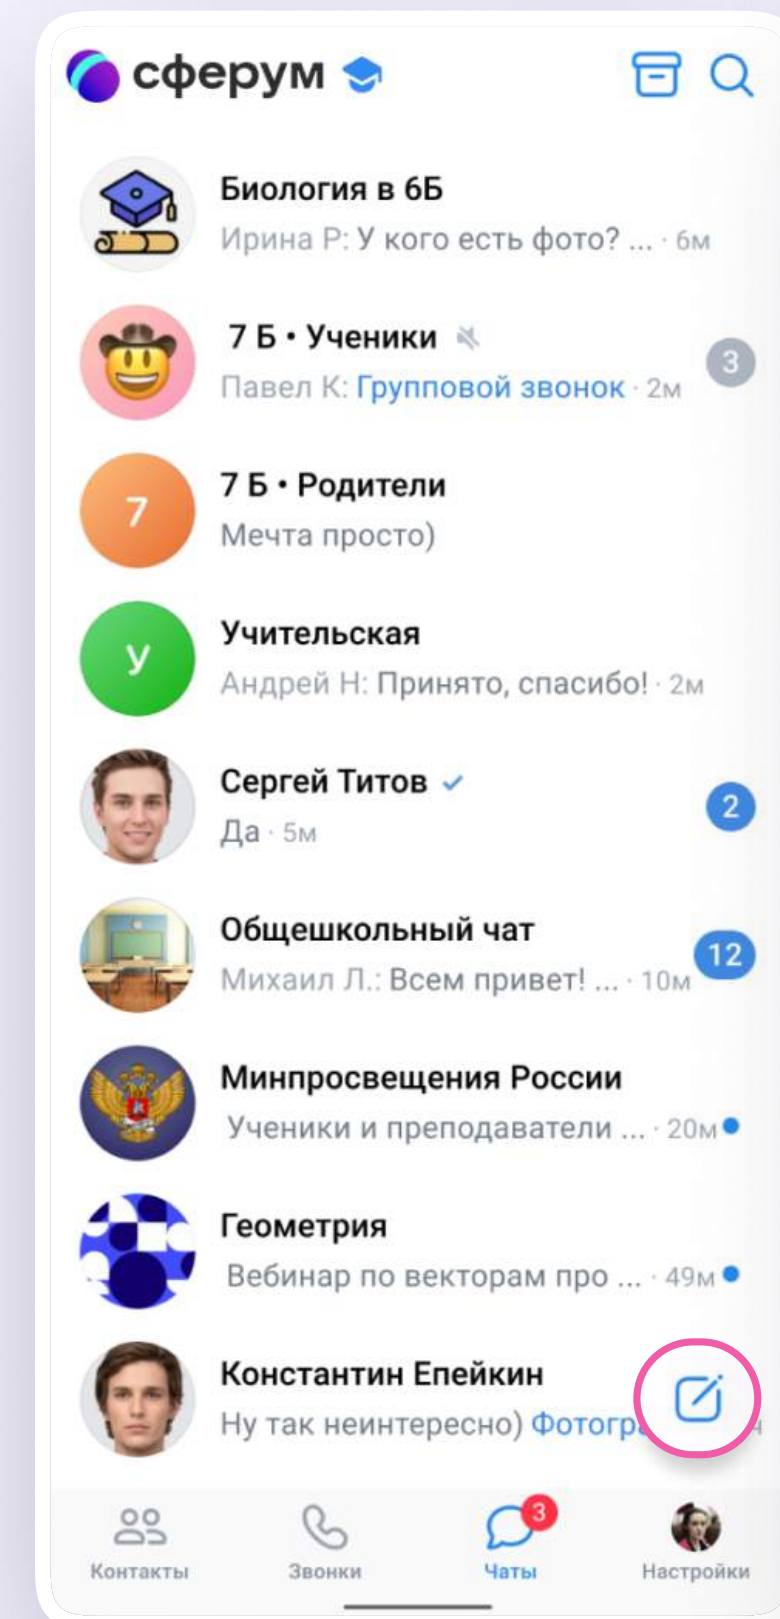 сферум
Биология в 6Б
Ирина Р: У кого есть фото? ... · 6м
7 Б • Ученики
Павел К: Групповой звонок · 2м
3
7
7 Б • Родители
Мечта просто)
У
Учительская
Андрей Н: Принято, спасибо! · 2м
Сергей Титов
Да · 5м
2
Общешкольный чат
Михаил Л.: Всем привет! ... · 10м
12
Минпросвещения России
Ученики и преподаватели ... · 20м
Геометрия
Вебинар по векторам про ... · 49м
Константин Епейкин
Ну так неинтересно)
3
Контакты
Звонки
Чаты
Настройки